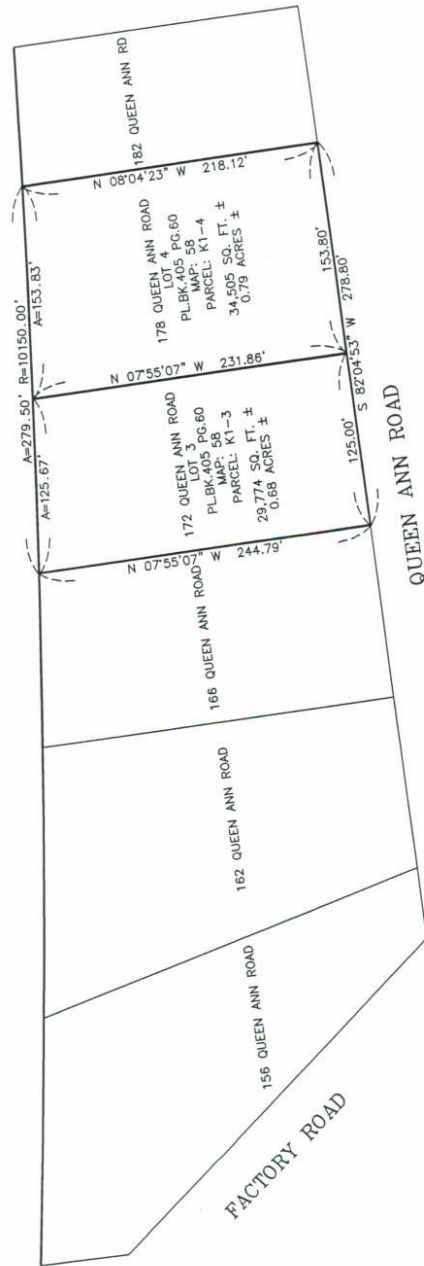 182 QUEEN ANN RD
N 08°04'23" W 218.12'
A=279.50' R=10150.00'
A=153.83'
178 QUEEN ANN ROAD
LOT 4
PL.BK.405 PG.60
MAP: 58
PARCEL: K1-4
34,505 SQ. FT. ±
0.79 ACRES ±
153.80'
S 82°04'53" W 278.80'
N 07°55'07" W 231.86'
A=125.67'
172 QUEEN ANN ROAD
LOT 3
PL.BK.405 PG.60
MAP: 58
PARCEL: K1-3
29,774 SQ. FT. ±
0.68 ACRES ±
125.00'
N 07°55'07" W 244.79'
QUEEN ANN ROAD
166 QUEEN ANN ROAD
162 QUEEN ANN ROAD
156 QUEEN ANN ROAD
FACTORY ROAD